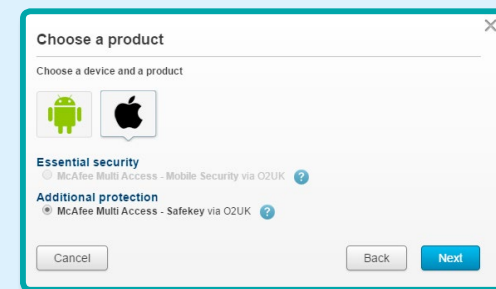 Choose a product
Choose a device and a product
Essential security
McAfee Multi Access - Mobile Security via O2UK ?
Additional protection
McAfee Multi Access - Safekey via O2UK ?
Cancel Back Next